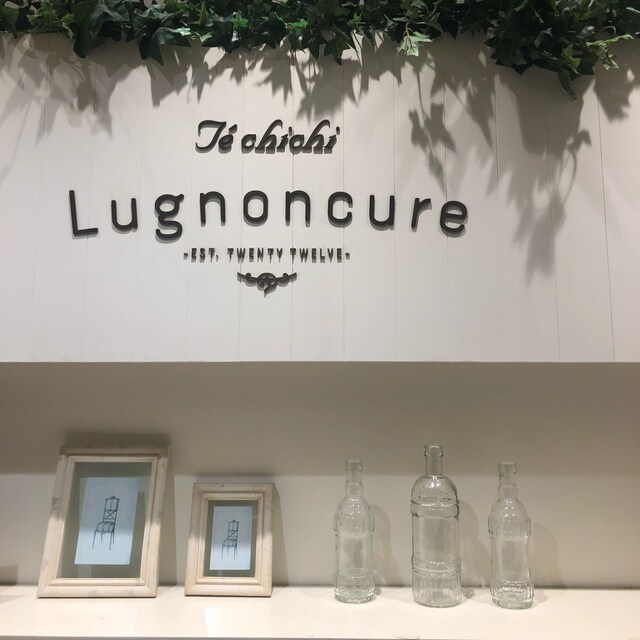 Té chichi
Lugnoncure
-EST. TWENTY TWELVE-